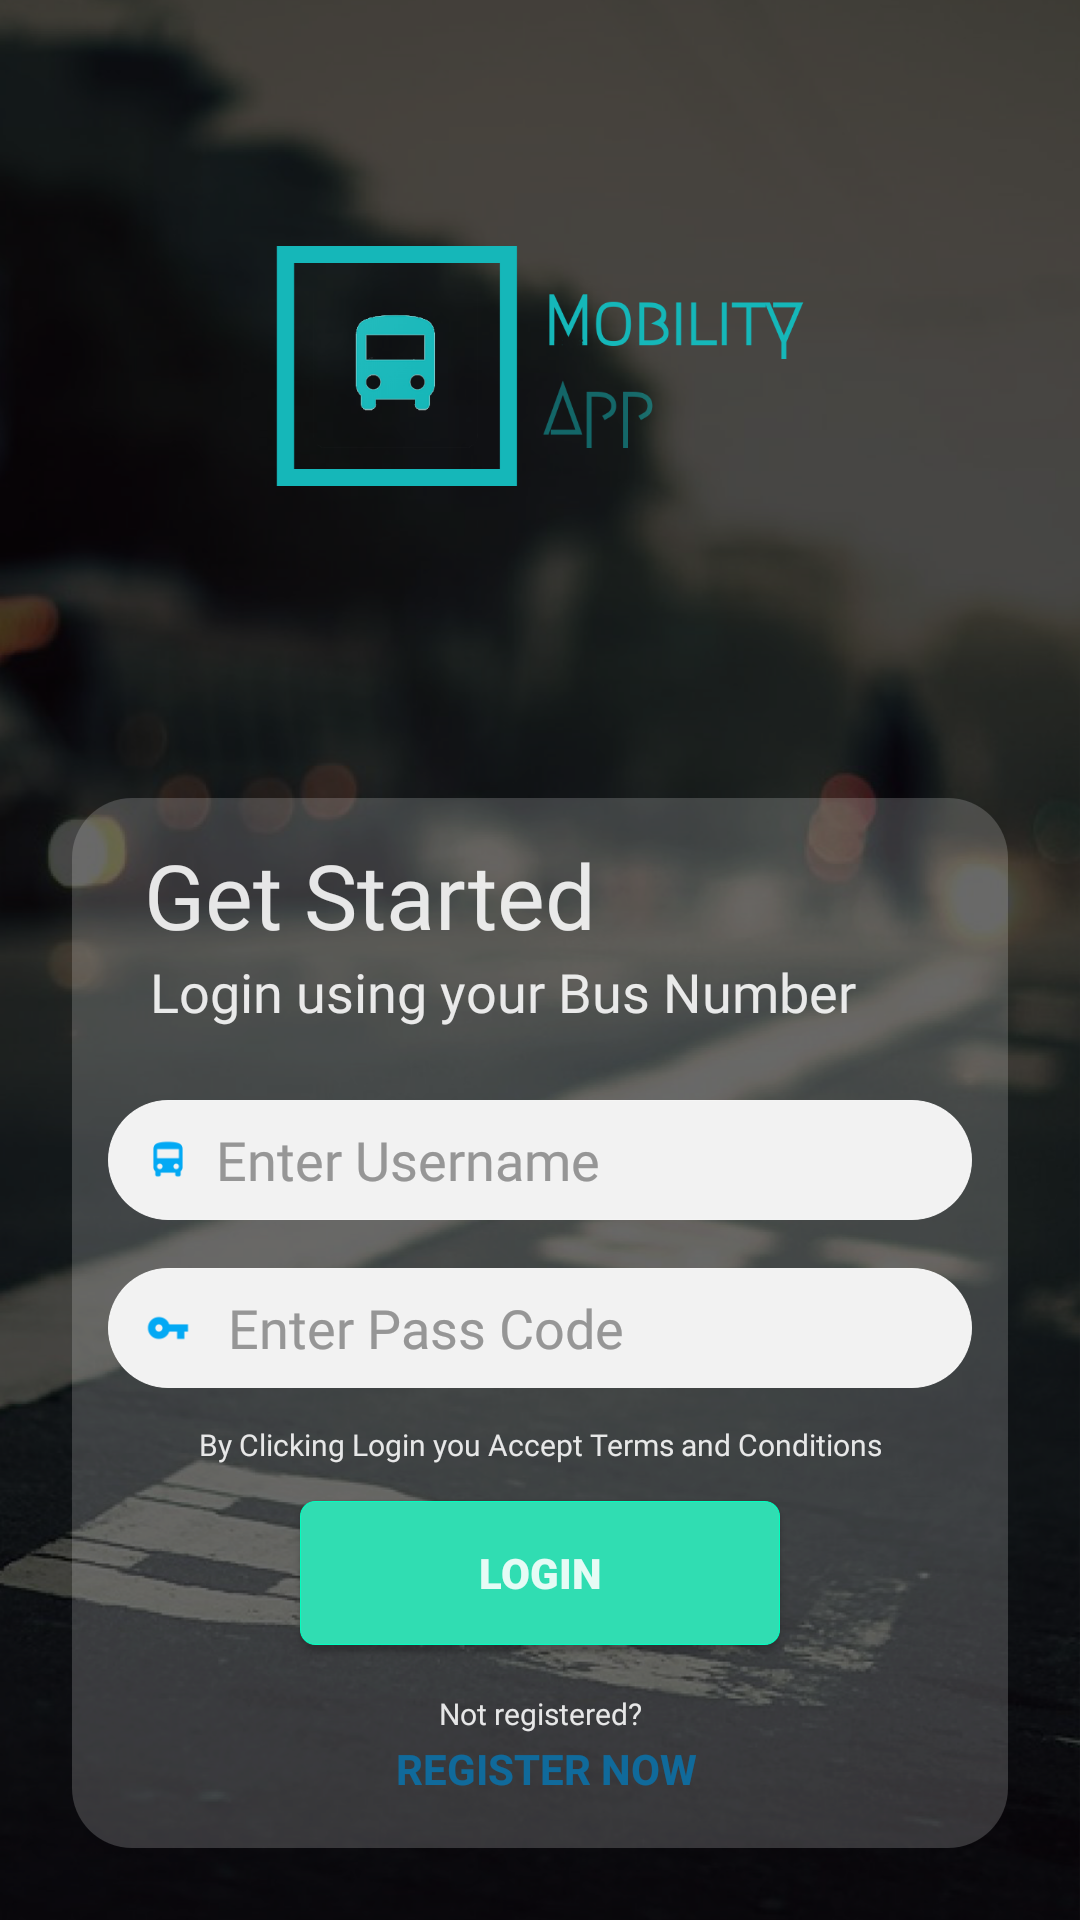 Mobility
App
Get Started
Login using your Bus Number
Enter Username
Enter Pass Code
By Clicking Login you Accept Terms and Conditions
LOGIN
Not registered?
REGISTER NOW